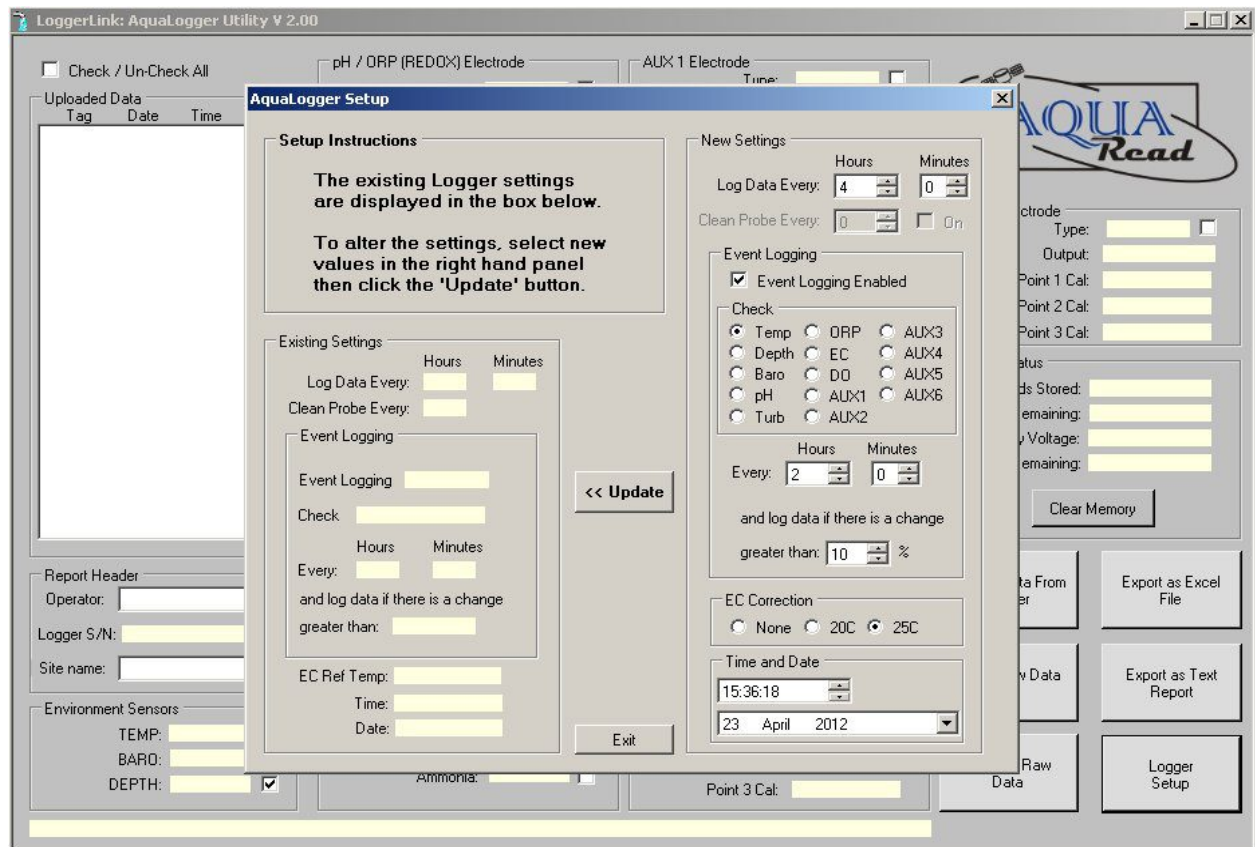 LoggerLink: AquaLogger Utility V 2.00
Check / Un-Check All
Uploaded Data
Tag Date Time
pH / ORP (REDOX) Electrode
AUX 1 Electrode
Type:
AQUA
Read
AquaLogger Setup
Setup Instructions
The existing Logger settings
are displayed in the box below.
To alter the settings, select new
values in the right hand panel
then click the 'Update' button.
Existing Settings
Hours Minutes
Log Data Every:
Clean Probe Every:
Event Logging
Event Logging
Check
Hours Minutes
Every:
and log data if there is a change
greater than:
EC Ref Temp:
Time:
Date:
<< Update
Exit
New Settings
Hours Minutes
Log Data Every: 4 0
Clean Probe Every: 0 On
Event Logging
Event Logging Enabled
Check
Temp ORP AUX3
Depth EC AUX4
Baro DO AUX5
pH AUX1 AUX6
Turb AUX2
Hours Minutes
Every: 2 0
and log data if there is a change
greater than: 10 %
EC Correction
None 20C 25C
Time and Date
15:36:18
23 April 2012
ctrode
Type:
Output:
Point 1 Cal:
Point 2 Cal:
Point 3 Cal:
atus
ds Stored:
emaining:
y Voltage:
emaining:
Clear Memory
Report Header
Operator:
Logger S/N:
Site name:
Environment Sensors
TEMP:
BARO:
DEPTH:
Ammonia:
Point 3 Cal:
ta From
er
Export as Excel
File
w Data
Export as Text
Report
Raw
Data
Logger
Setup